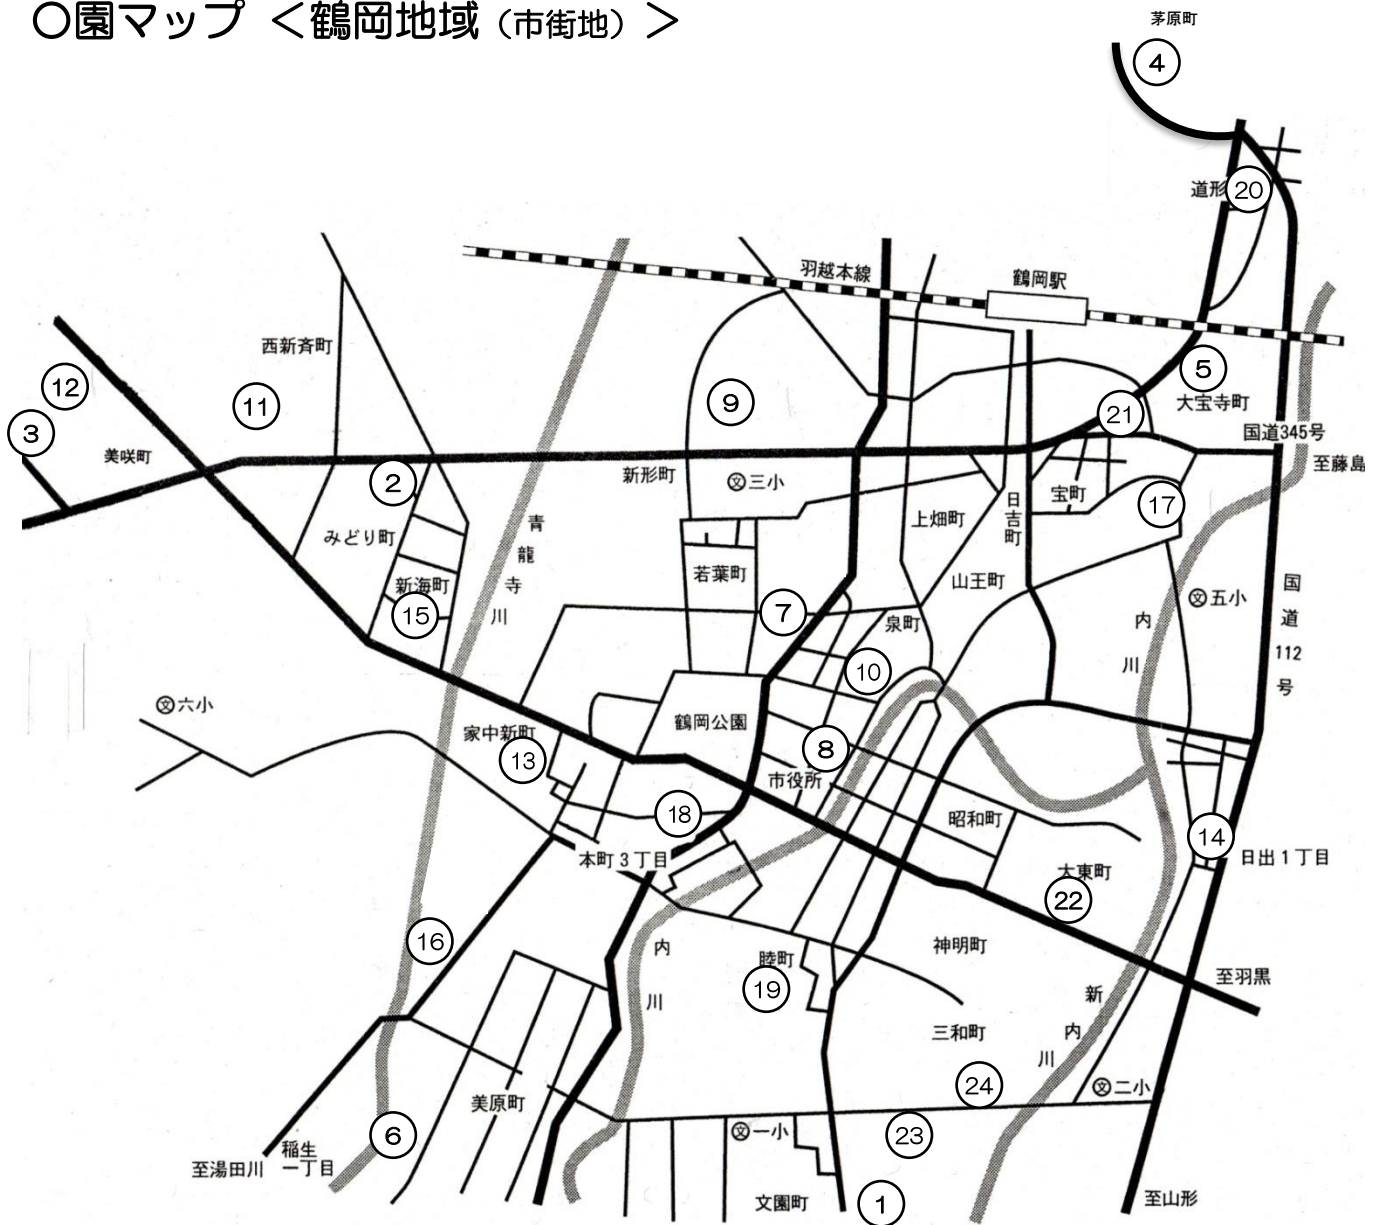 〇園マップ ＜鶴岡地域（市街地）＞
茅原町
4
道形
20
羽越本線
鶴岡駅
西新斉町
12
11
9
5
大宝寺町
21
3
美咲町
国道345号
至藤島
2
新形町
文三小
宝町
17
みどり町
青龍寺川
上畑町
日吉町
若葉町
山王町
新海町
15
7
泉町
内川
文五小
国道112号
10
文六小
鶴岡公園
家中新町
13
8
市役所
18
昭和町
14
日出１丁目
本町３丁目
大東町
22
16
内川
睦町
19
神明町
至羽黒
新内川
三和町
24
文二小
美原町
6
文一小
23
稲生一丁目
至湯田川
文園町
1
至山形